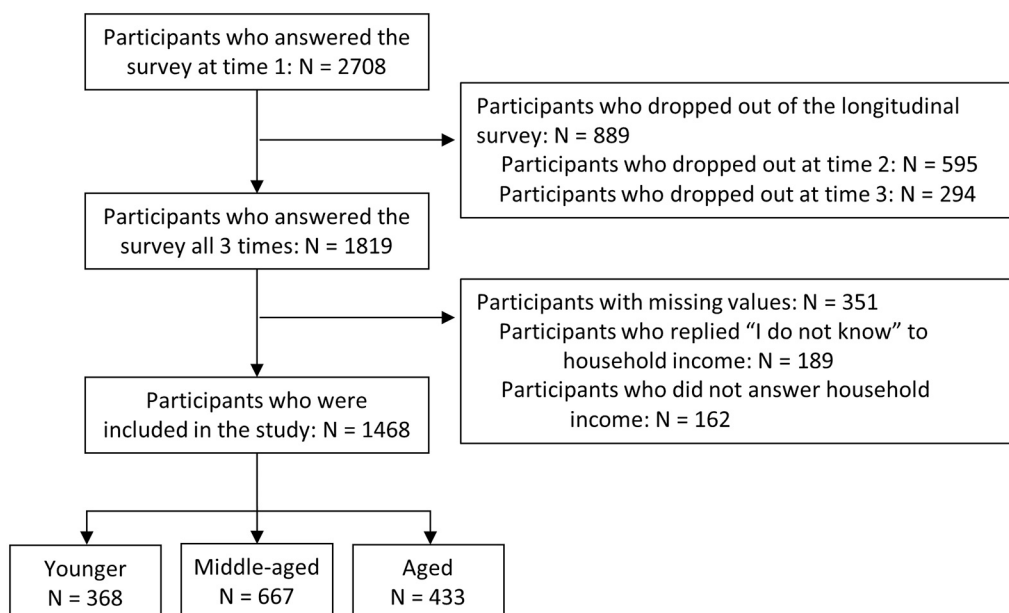 Participants who answered the
survey at time 1: N = 2708
Participants who dropped out of the longitudinal
survey: N = 889
Participants who dropped out at time 2: N = 595
Participants who dropped out at time 3: N = 294
Participants who answered the
survey all 3 times: N = 1819
Participants with missing values: N = 351
Participants who replied “I do not know” to
household income: N = 189
Participants who did not answer household
income: N = 162
Participants who were
included in the study: N = 1468
Younger
N = 368
Middle-aged
N = 667
Aged
N = 433